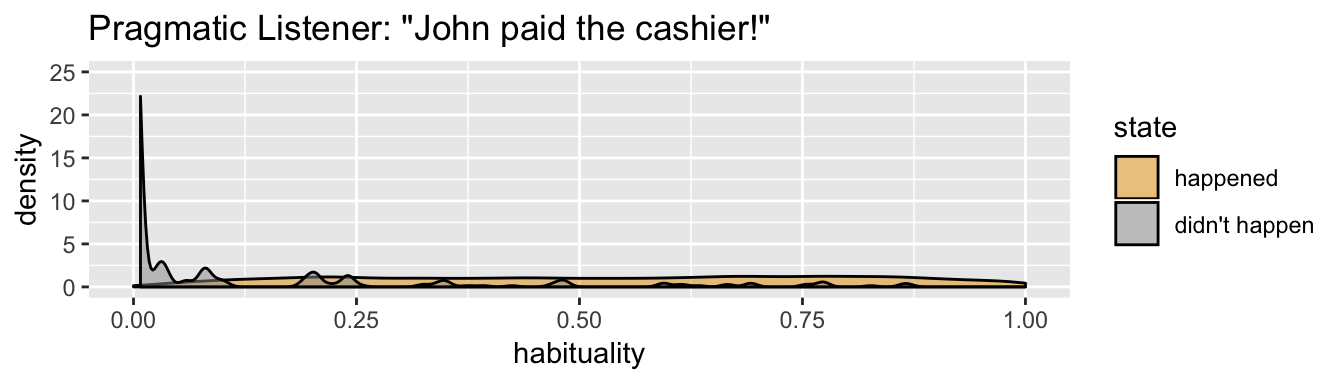 Pragmatic Listener: "John paid the cashier!"
25
20
15
10
5
0
density
0.00 0.25 0.50 0.75 1.00
habituality
state
happened
didn't happen